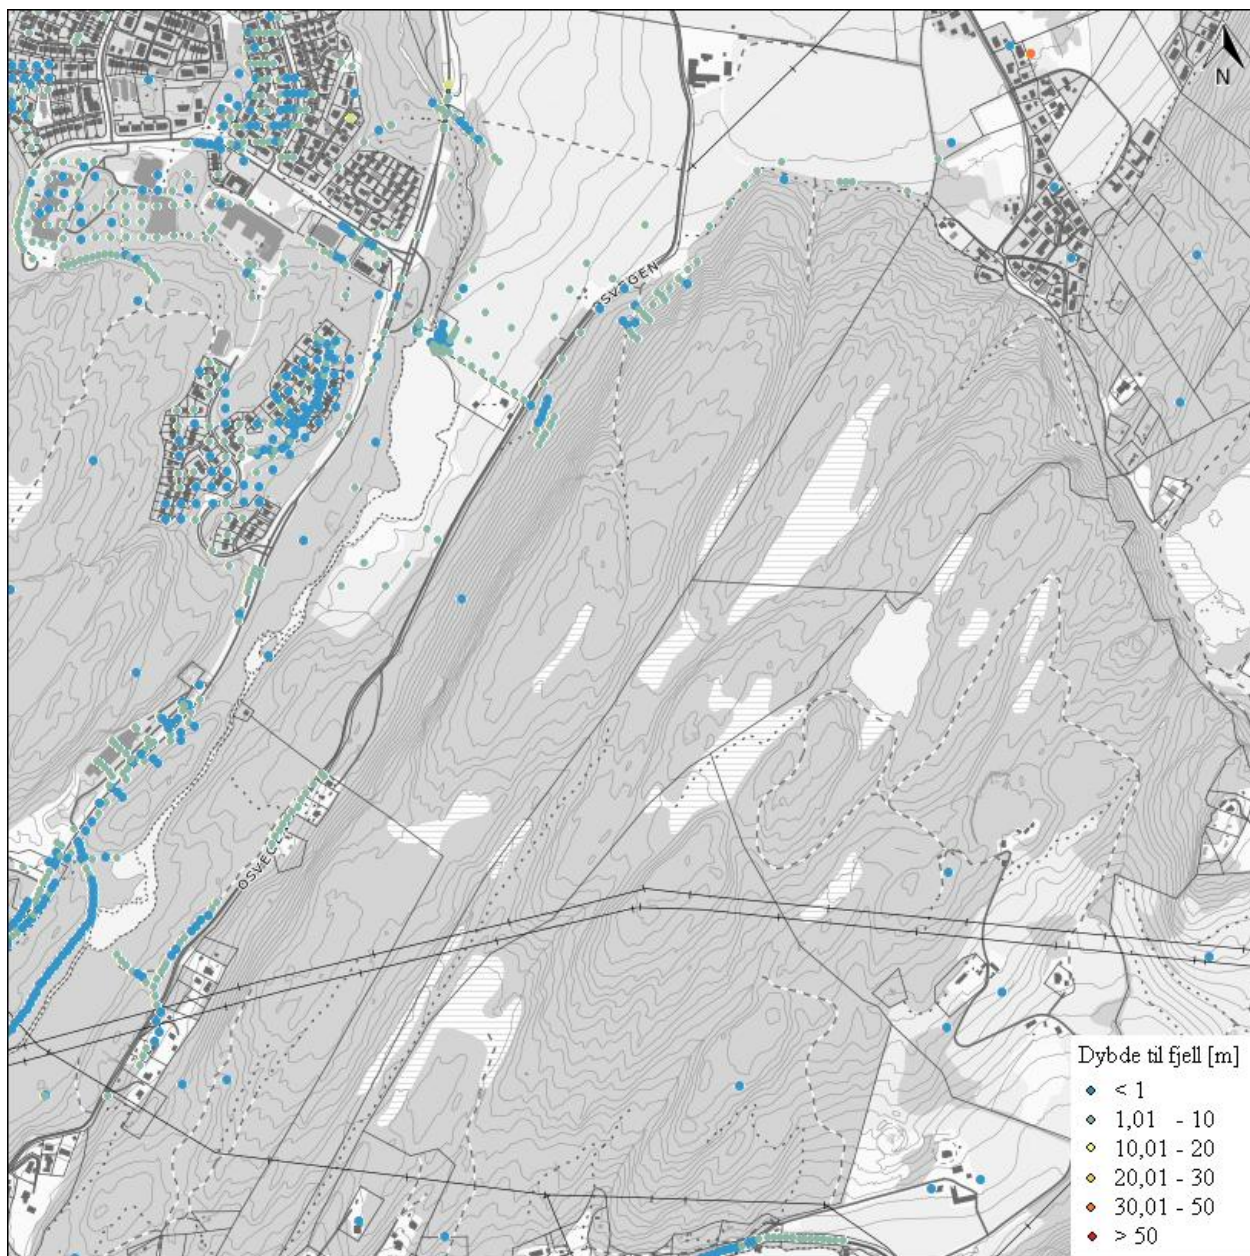 N
OSVEGEN
OSVEG
Dybde til fjell [m]
< 1
1,01 - 10
10,01 - 20
20,01 - 30
30,01 - 50
> 50